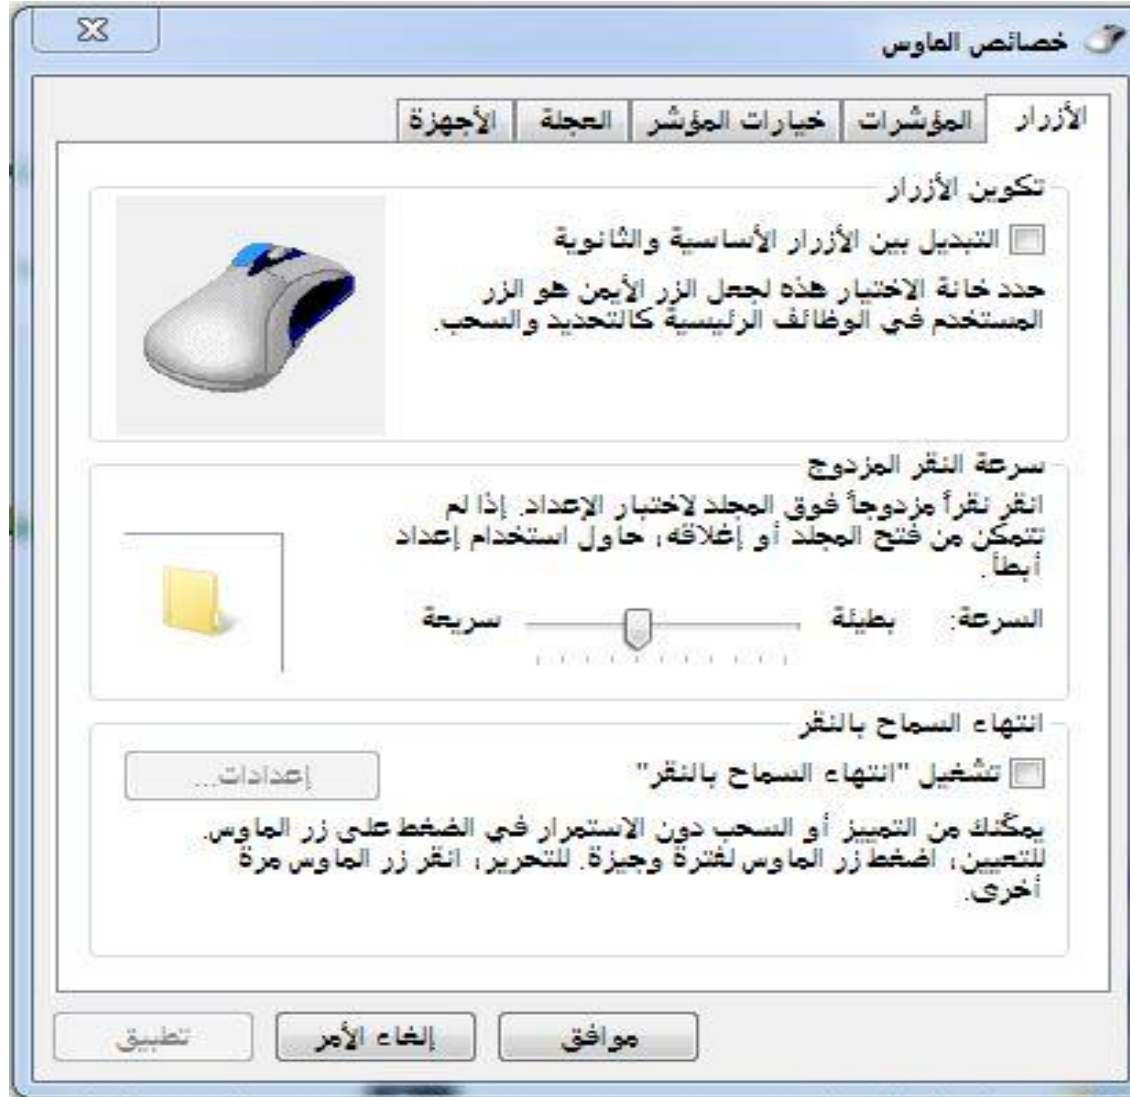 خصائص الماوس
الأزرار
المؤشرات
خيارات المؤشر
العجلة
الأجهزة
تكوين الأزرار
التبديل بين الأزرار الأساسية والثانوية
حدد خانة الاختيار هذه لجعل الزر الأيمن هو الزر
المستخدم في الوظائف الرئيسية كالتحديد والسحب.
سرعة النقر المزدوج
انقر نقراً مزدوجاً فوق المجلد لاختبار الإعداد. إذا لم
تتمكن من فتح المجلد أو إغلاقه، حاول استخدام إعداد
أبطأ.
السرعة: بطيئة سريعة
انتهاء السماح بالنقر
تشغيل "انتهاء السماح بالنقر"
إعدادات...
يمكّنك من التمييز أو السحب دون الاستمرار في الضغط على زر الماوس.
للتعيين، اضغط زر الماوس لفترة وجيزة. للتحرير، انقر زر الماوس مرة
أخرى.
موافق
إلغاء الأمر
تطبيق